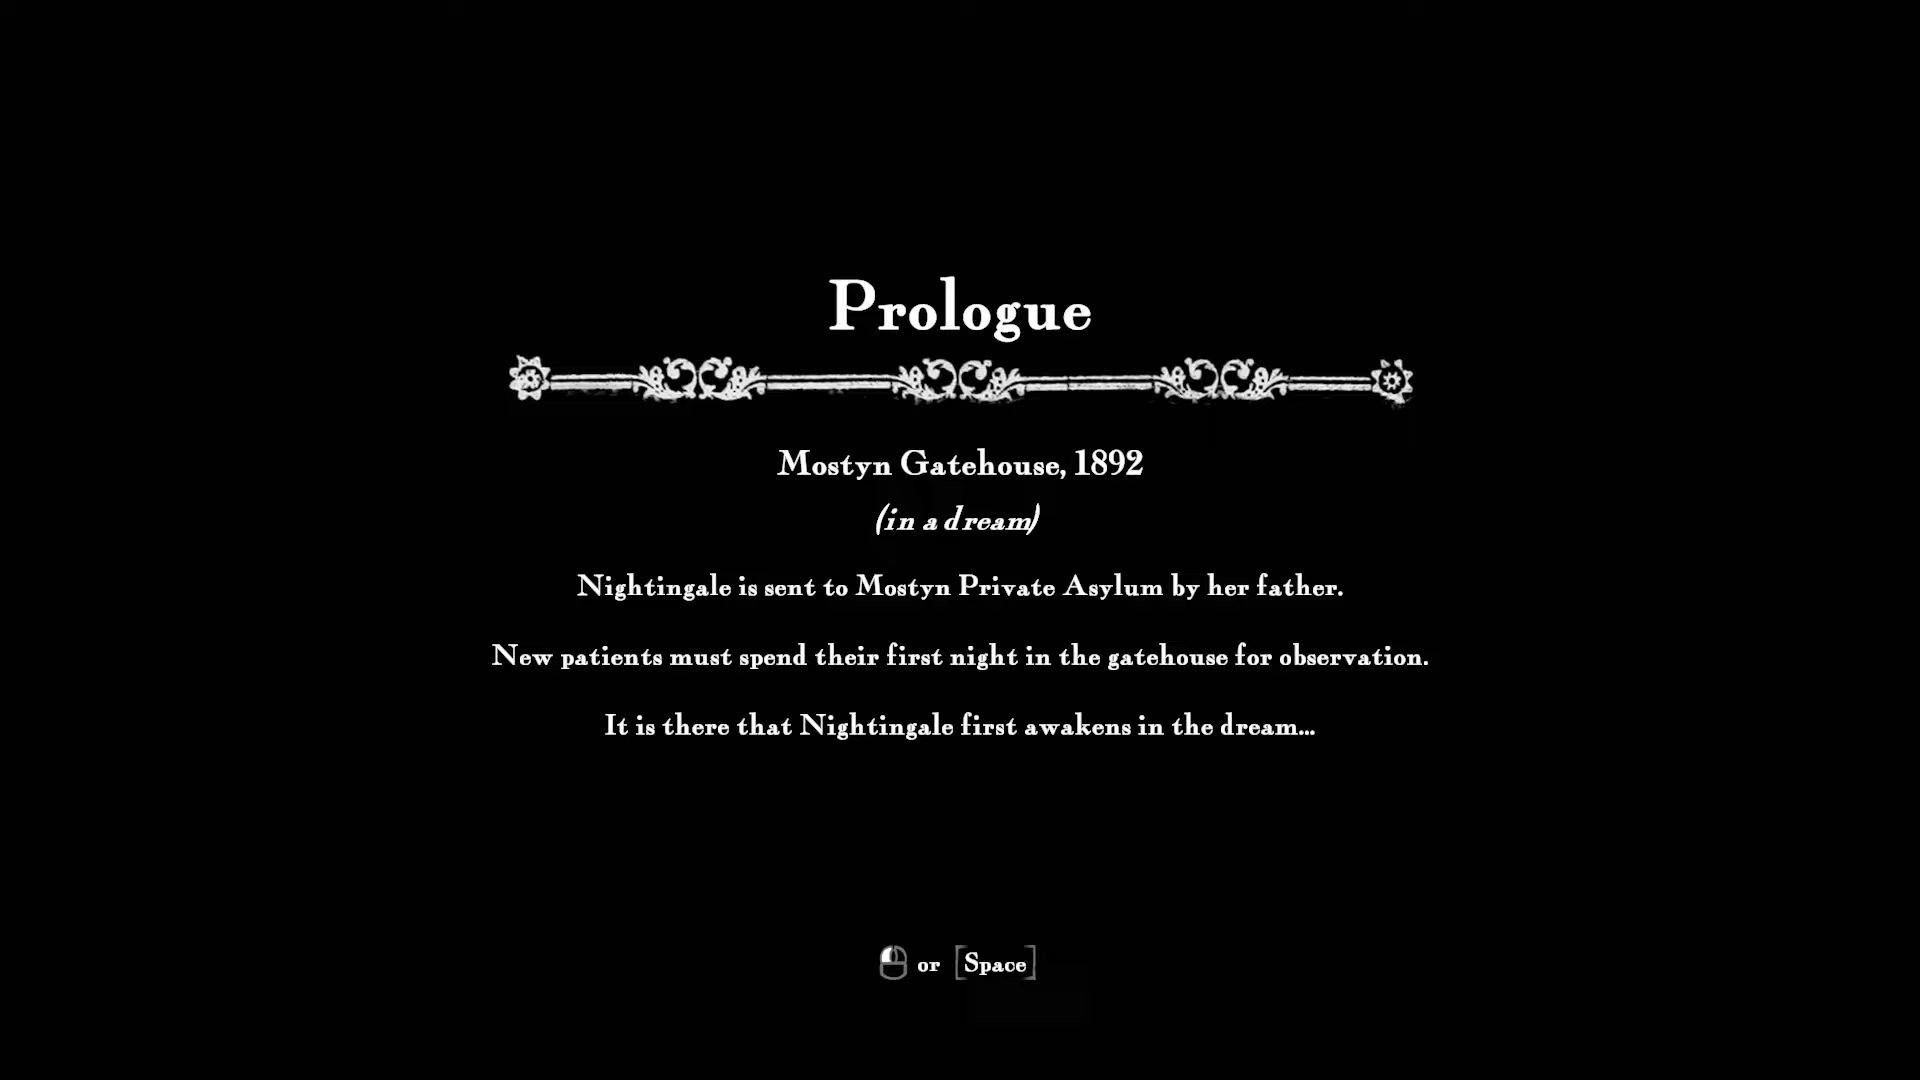 Prologue
Mostyn Gatehouse, 1892
(in a dream)
Nightingale is sent to Mostyn Private Asylum by her father.
New patients must spend their first night in the gatehouse for observation.
It is there that Nightingale first awakens in the dream...
or [Space]